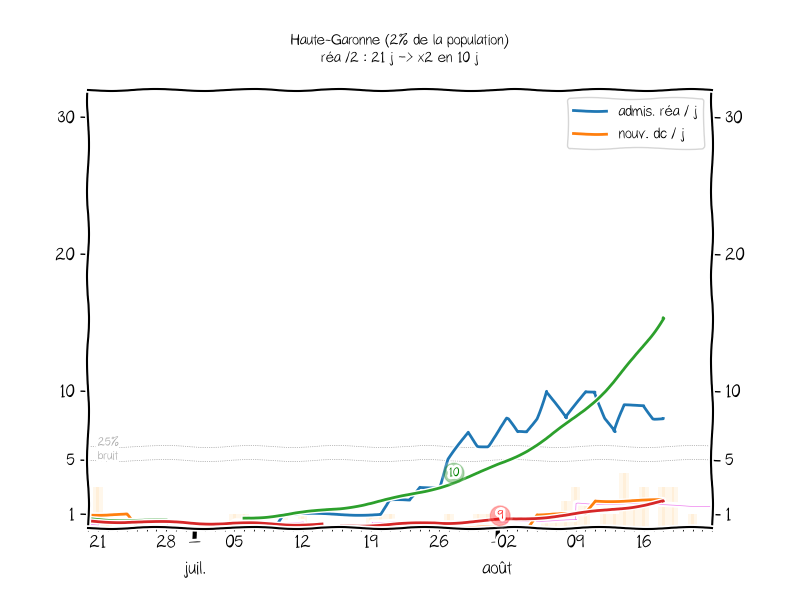 Haute-Garonne (2% de la population)
réa /2 : 21 j -> x2 en 10 j
admis. réa / j
nouv. dc / j
30
30
20
20
10
10
25%
bruit
5
5
10
9
1
1
21 28 05 12 19 26 02 09 16
juil. août